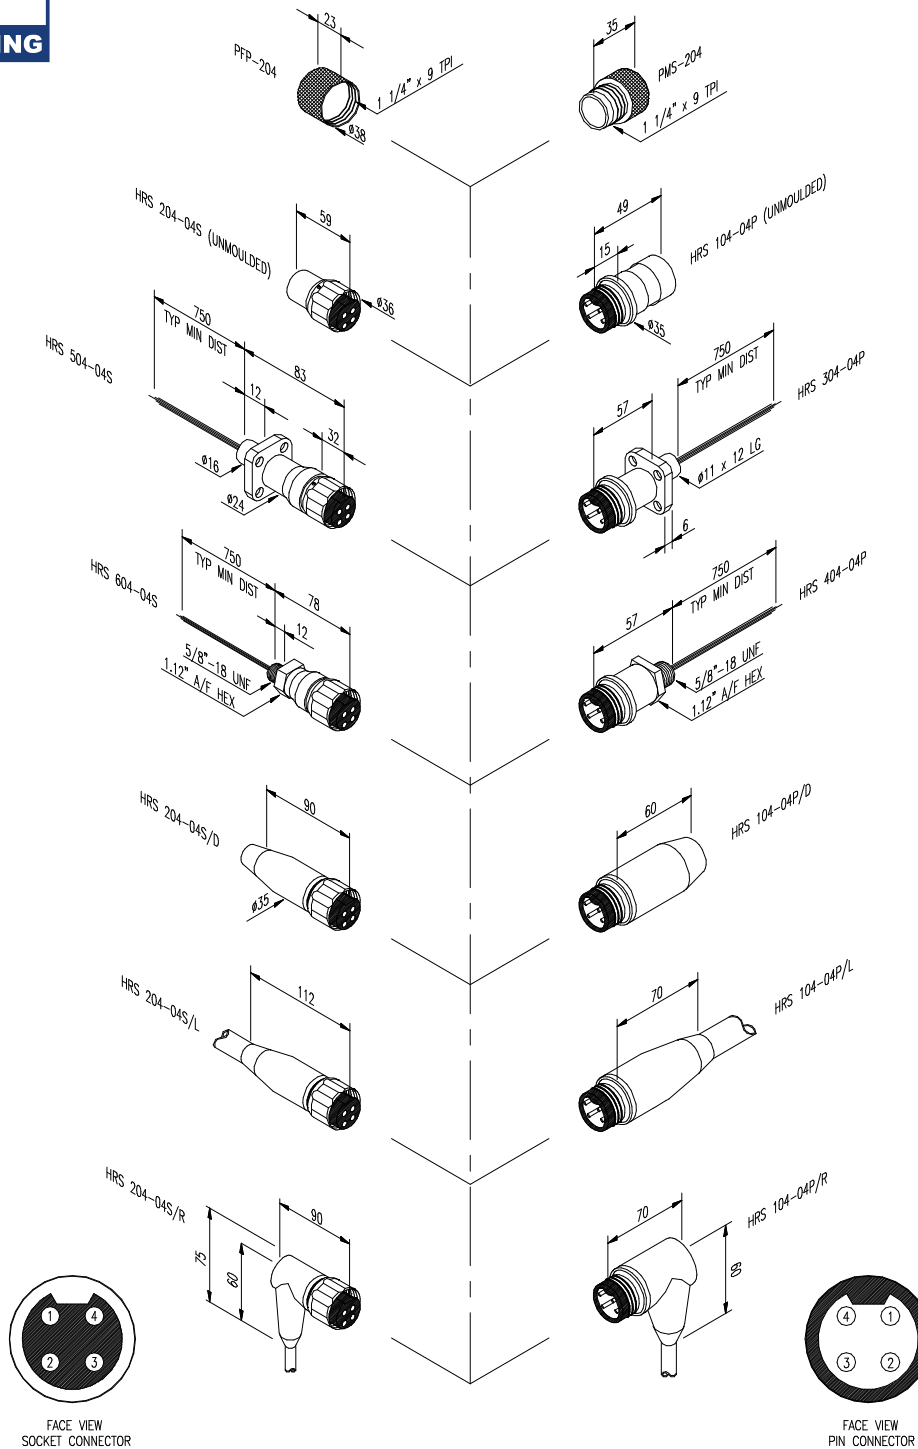 ING
23
PFP-204
1 1/4" x 9 TPI
ø38
35
PMS-204
1 1/4" x 9 TPI
HRS 204-04S (UNMOULDED)
59
ø36
49
15
HRS 104-04P (UNMOULDED)
ø35
HRS 504-04S
750
TYP MIN DIST
83
12
32
ø16
ø24
750
TYP MIN DIST
HRS 304-04P
57
ø11 x 12 LG
6
HRS 604-04S
750
TYP MIN DIST
78
12
5/8"-18 UNF
1.12" A/F HEX
750
TYP MIN DIST
HRS 404-04P
57
5/8"-18 UNF
1.12" A/F HEX
HRS 204-04S/D
90
ø35
60
HRS 104-04P/D
HRS 204-04S/L
112
70
HRS 104-04P/L
HRS 204-04S/R
90
75
60
70
HRS 104-04P/R
69
1 4
2 3
FACE VIEW
SOCKET CONNECTOR
4 1
3 2
FACE VIEW
PIN CONNECTOR